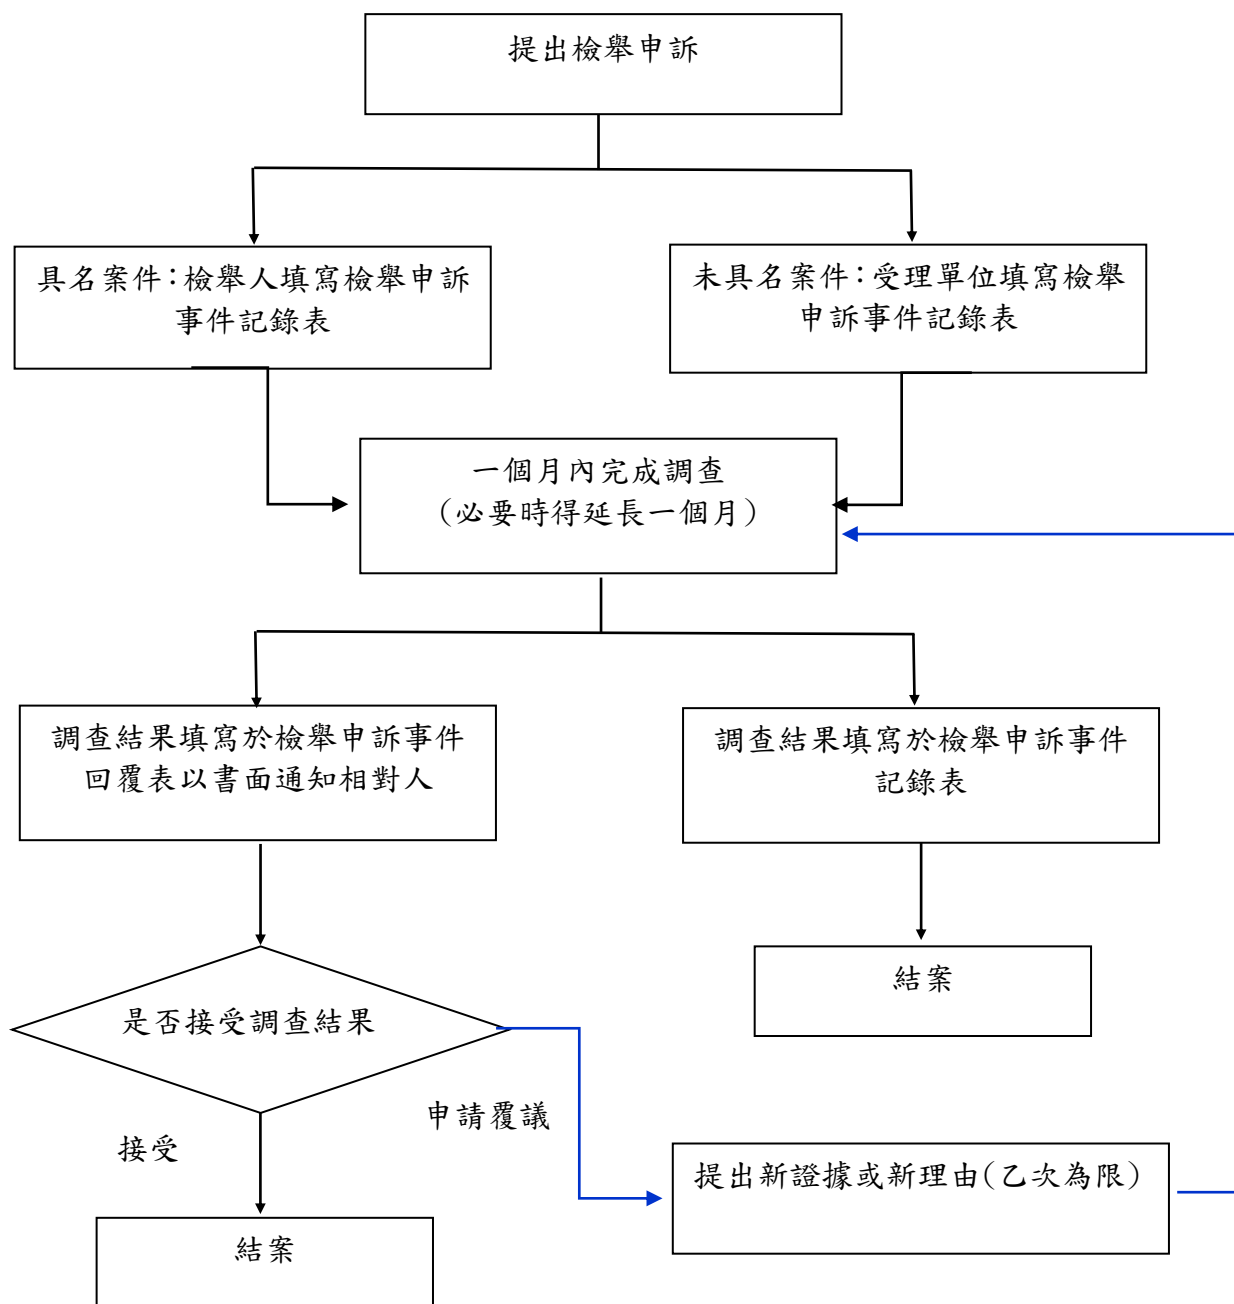 提出檢舉申訴
具名案件：檢舉人填寫檢舉申訴
事件記錄表
未具名案件：受理單位填寫檢舉
申訴事件記錄表
一個月內完成調查
（必要時得延長一個月）
調查結果填寫於檢舉申訴事件
回覆表以書面通知相對人
調查結果填寫於檢舉申訴事件
記錄表
結案
是否接受調查結果
申請覆議
接受
提出新證據或新理由(乙次為限）
結案